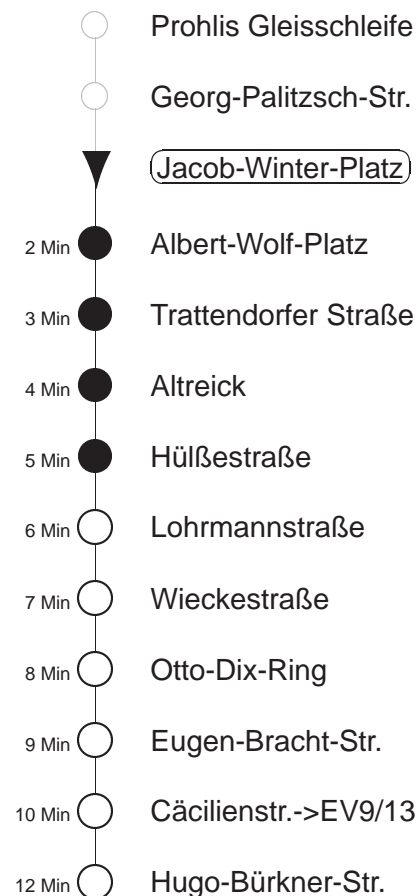 Prohlis Gleisschleife
Georg-Palitzsch-Str.
Jacob-Winter-Platz
2 Min Albert-Wolf-Platz
3 Min Trattendorfer Straße
4 Min Altreick
5 Min Hülßestraße
6 Min Lohrmannstraße
7 Min Wieckestraße
8 Min Otto-Dix-Ring
9 Min Eugen-Bracht-Str.
10 Min Cäcilienstr.->EV9/13
12 Min Hugo-Bürkner-Str.